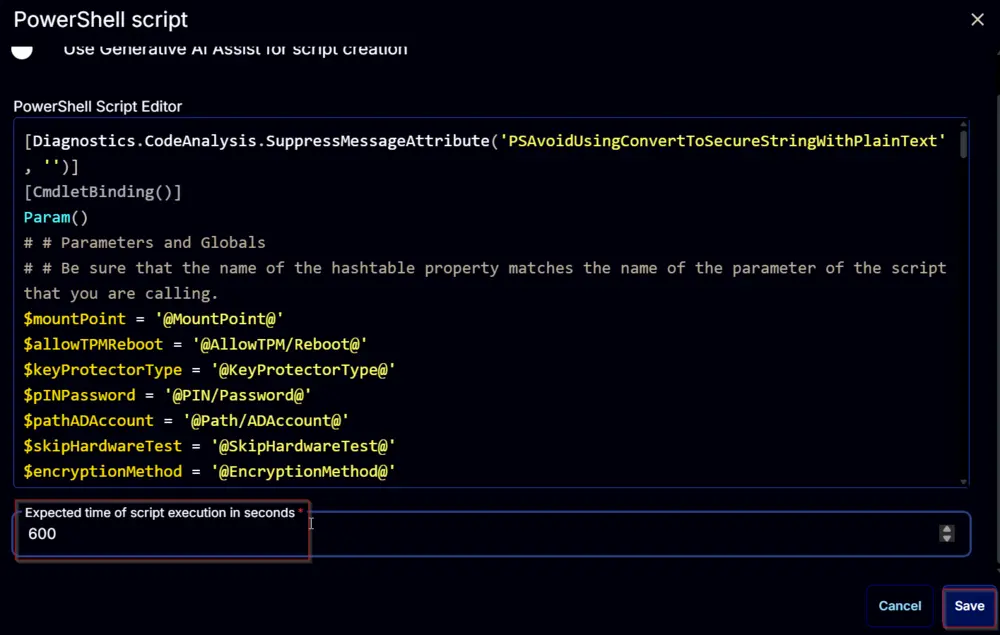 PowerShell script
Use Generative AI Assist for script creation
PowerShell Script Editor
[Diagnostics.CodeAnalysis.SuppressMessageAttribute('PSAvoidUsingConvertToSecureStringWithPlainText'
, '')]
[CmdletBinding()]
Param()
# # Parameters and Globals
# # Be sure that the name of the hashtable property matches the name of the parameter of the script
that you are calling.
$mountPoint = '@MountPoint@'
$allowTPMReboot = '@AllowTPM/Reboot@'
$keyProtectorType = '@KeyProtectorType@'
$pINPassword = '@PIN/Password@'
$pathADAccount = '@Path/ADAccount@'
$skipHardwareTest = '@SkipHardwareTest@'
$encryptionMethod = '@EncryptionMethod@'
Expected time of script execution in seconds *
600
Cancel
Save